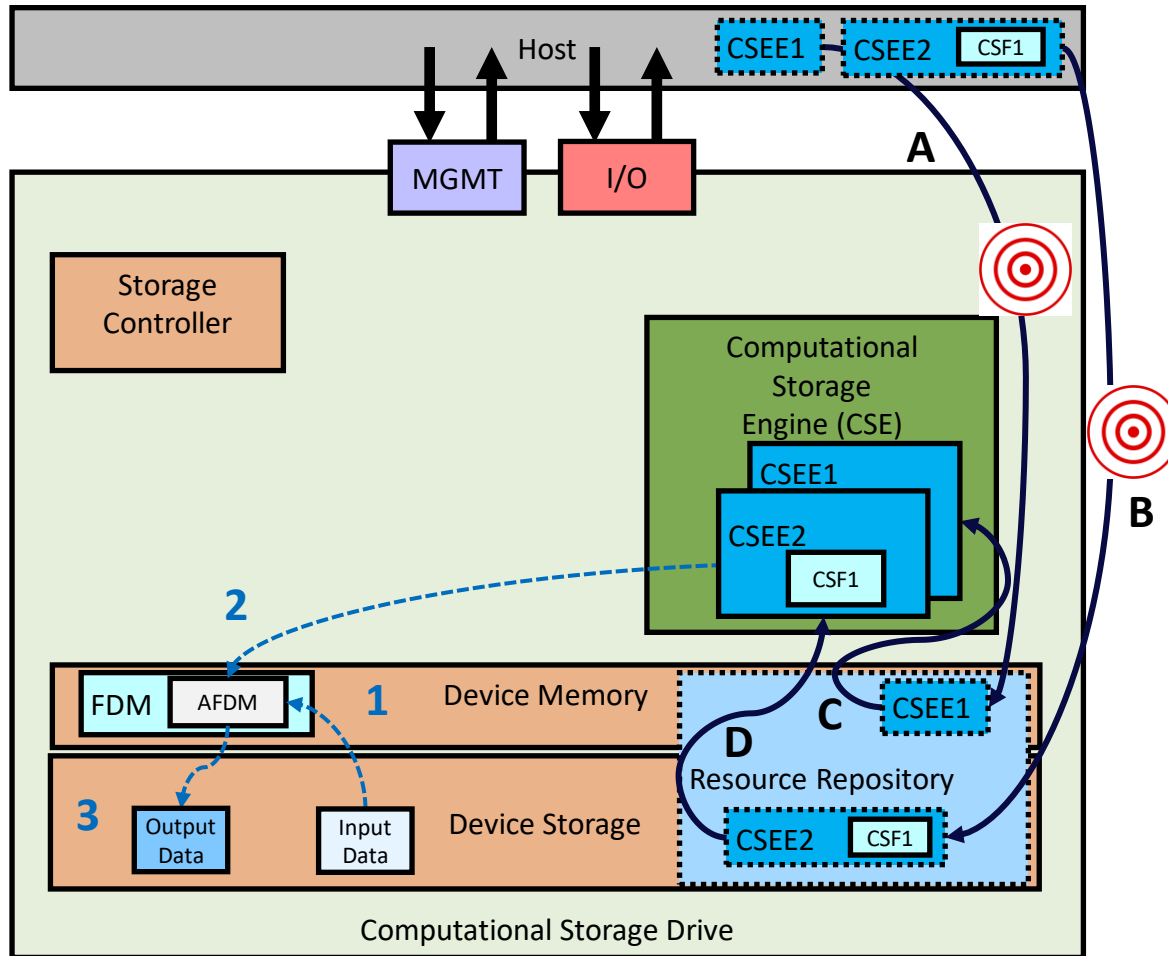 Host
CSEE1
CSEE2
CSF1
A
MGMT
I/O
Storage
Controller
Computational
Storage
Engine (CSE)
CSEE1
CSEE2
CSF1
B
2
FDM
AFDM
1
Device Memory
CSEE1
C
D
Resource Repository
3
Output
Data
Input
Data
Device Storage
CSEE2
CSF1
Computational Storage Drive